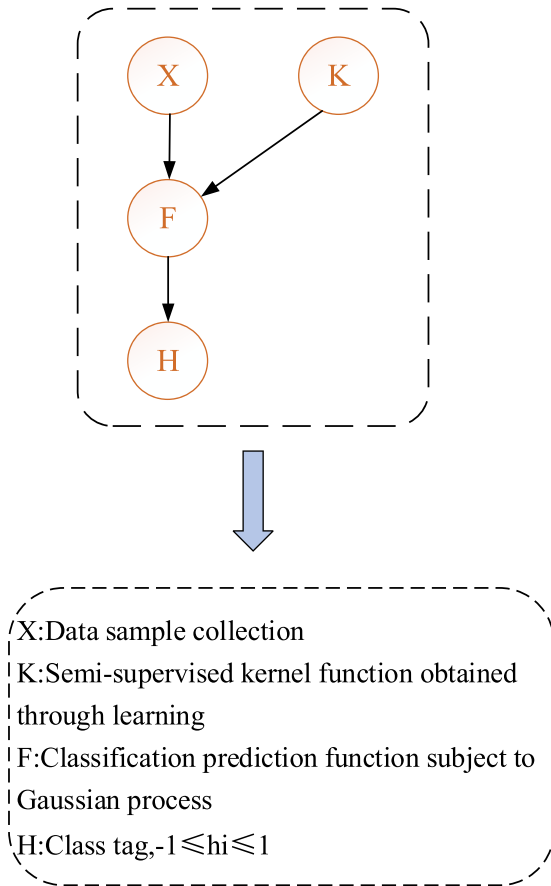 X
K
F
H
X:Data sample collection
K:Semi-supervised kernel function obtained
through learning
F:Classification prediction function subject to
Gaussian process
H:Class tag,-1≤hi≤1